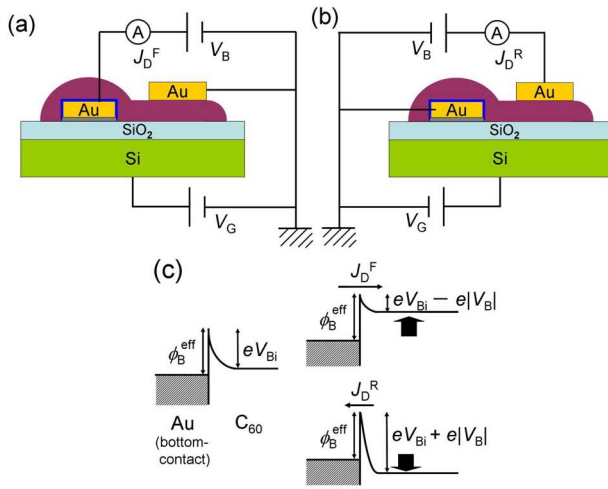 (a)
A
J_D^F
V_B
Au
Au
SiO₂
Si
V_G
(b)
V_B
A
J_D^R
Au
Au
SiO₂
Si
V_G
(c)
ϕ_B^eff
eV_Bi
Au
(bottom-
contact)
C₆₀
J_D^F
ϕ_B^eff
eV_Bi − e|V_B|
J_D^R
ϕ_B^eff
eV_Bi + e|V_B|